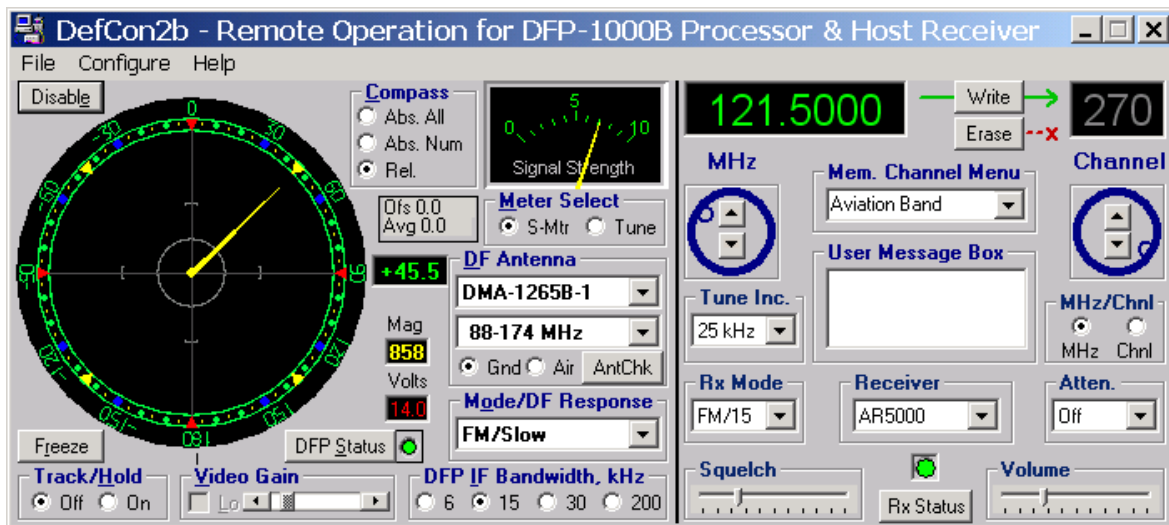 DefCon2b - Remote Operation for DFP-1000B Processor & Host Receiver
File Configure Help
Disable
0
30
60
90
120
150
180
-150
-120
-90
-60
-30
Compass
Abs. All
Abs. Num
Rel.
0 5 10
Signal Strength
Ofs 0.0
Avg 0.0
Meter Select
S-Mtr Tune
+45.5
DF Antenna
DMA-1265B-1
88-174 MHz
Gnd Air AntChk
Mag
858
Volts
14.0
Mode/DF Response
FM/Slow
Freeze
DFP Status
Track/Hold
Off On
Video Gain
Lo
DFP IF Bandwidth, kHz
6 15 30 200
121.5000
Write
Erase
--x
270
MHz
Channel
Mem. Channel Menu
Aviation Band
User Message Box
Tune Inc.
25 kHz
MHz/Chnl
MHz Chnl
Rx Mode
FM/15
Receiver
AR5000
Atten.
Off
Squelch
Rx Status
Volume